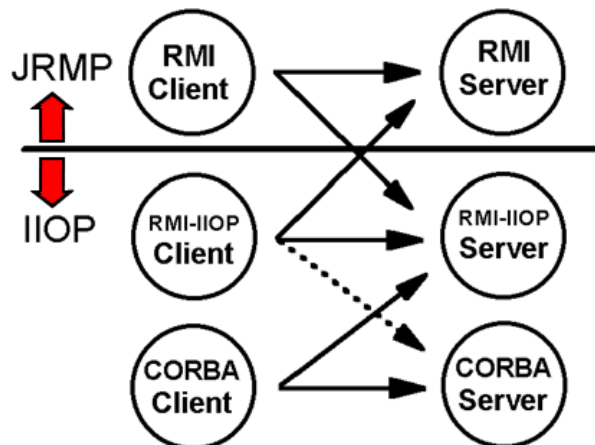 JRMP
RMI
Client
RMI
Server
IIOP
RMI-IIOP
Client
RMI-IIOP
Server
CORBA
Client
CORBA
Server